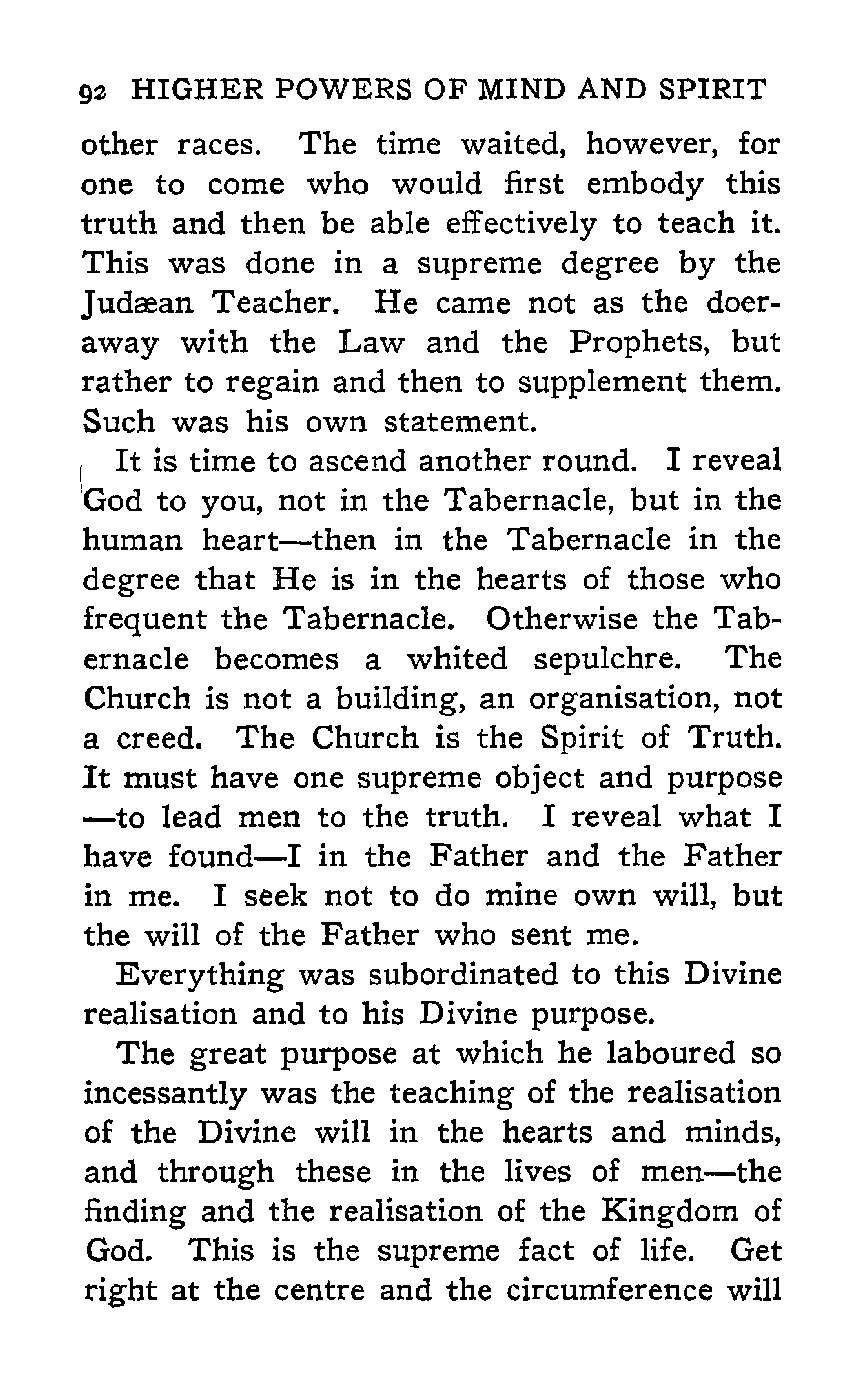 92 HIGHER POWERS OF MIND AND SPIRIT
other races. The time waited, however, for
one to come who would first embody this
truth and then be able effectively to teach it.
This was done in a supreme degree by the
Judæan Teacher. He came not as the doer-
away with the Law and the Prophets, but
rather to regain and then to supplement them.
Such was his own statement.
It is time to ascend another round. I reveal
God to you, not in the Tabernacle, but in the
human heart—then in the Tabernacle in the
degree that He is in the hearts of those who
frequent the Tabernacle. Otherwise the Tab-
ernacle becomes a whited sepulchre. The
Church is not a building, an organisation, not
a creed. The Church is the Spirit of Truth.
It must have one supreme object and purpose
—to lead men to the truth. I reveal what I
have found—I in the Father and the Father
in me. I seek not to do mine own will, but
the will of the Father who sent me.
Everything was subordinated to this Divine
realisation and to his Divine purpose.
The great purpose at which he laboured so
incessantly was the teaching of the realisation
of the Divine will in the hearts and minds,
and through these in the lives of men—the
finding and the realisation of the Kingdom of
God. This is the supreme fact of life. Get
right at the centre and the circumference will